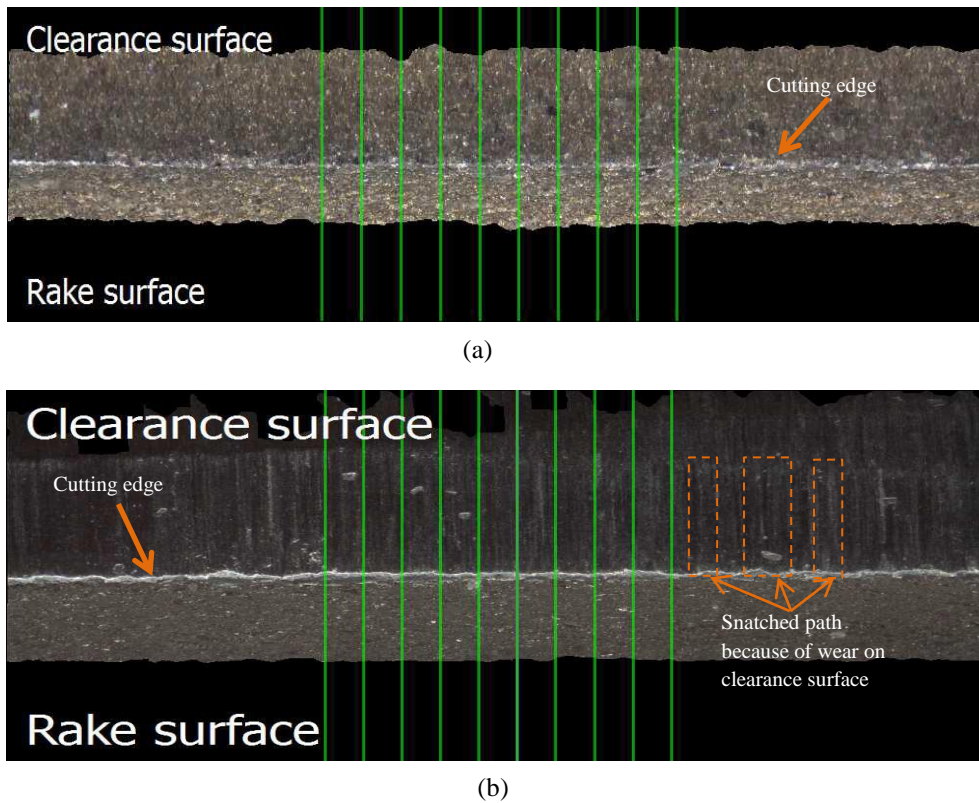 Clearance surface
Cutting edge
Rake surface
(a)
Clearance surface
Cutting edge
Snatched path
because of wear on
clearance surface
Rake surface
(b)